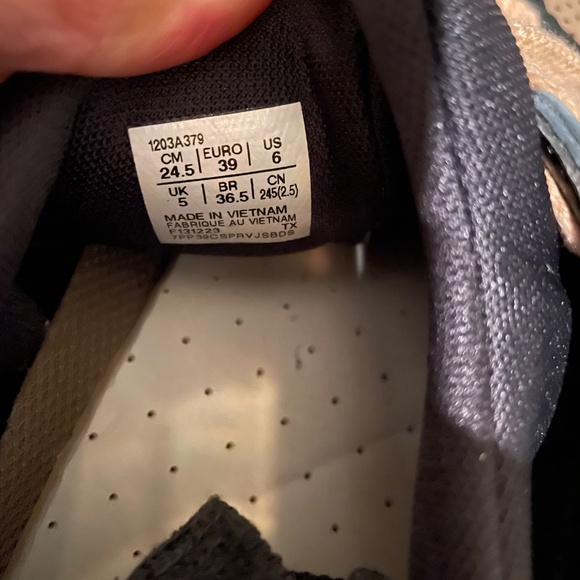 1203A379
CM | EURO | US
24.5 | 39 | 6
UK | BR | CN
5 | 36.5 | 245(2.5)
MADE IN VIETNAM
FABRIQUE AU VIETNAM
F131223 TX
7PP39CSPRVJSBDS